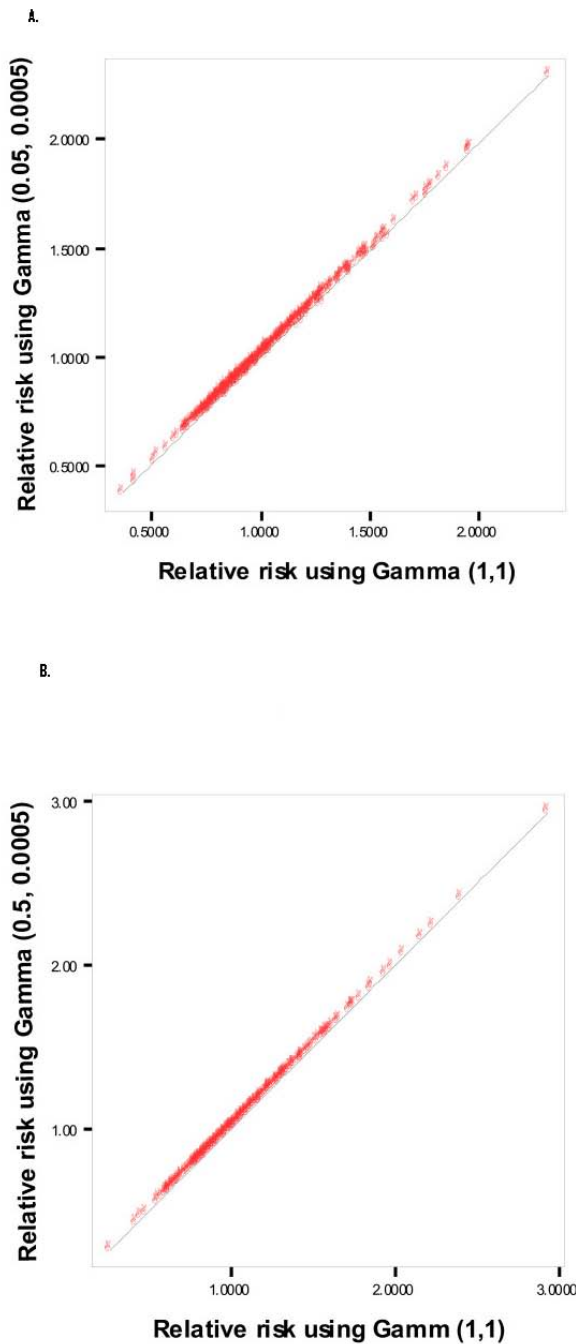 A.
Relative risk using Gamma (0.05, 0.0005)
2.0000
1.5000
1.0000
0.5000
0.5000 1.0000 1.5000 2.0000
Relative risk using Gamma (1,1)
B.
Relative risk using Gamma (0.5, 0.0005)
3.00
2.00
1.00
1.0000 2.0000 3.0000
Relative risk using Gamm (1,1)